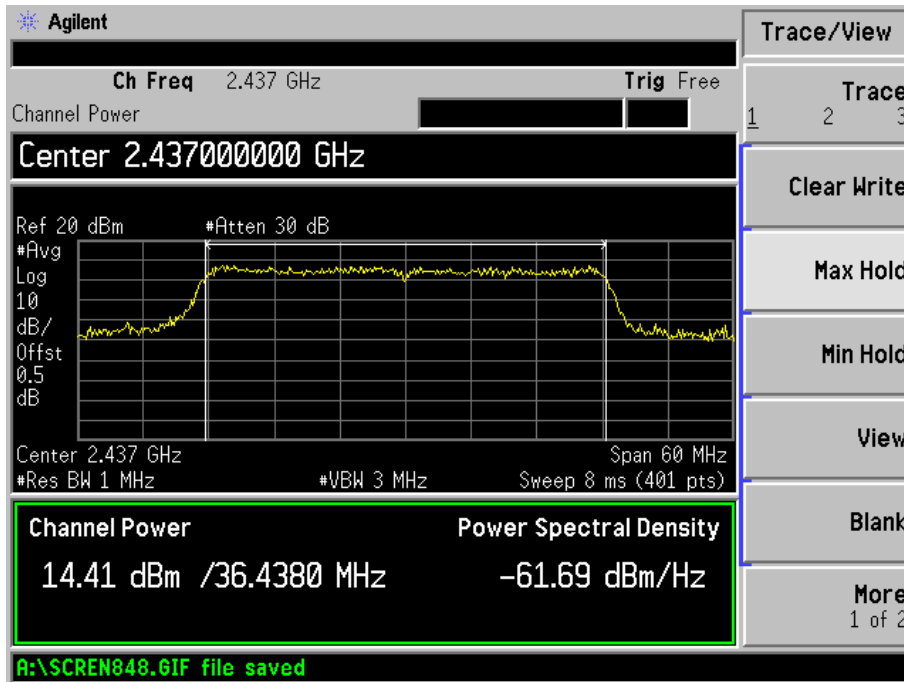 Agilent
Trace/View
Ch Freq 2.437 GHz Trig Free
Channel Power
Center 2.437000000 GHz
Ref 20 dBm #Atten 30 dB
#Avg
Log
10
dB/
Offst
0.5
dB
Center 2.437 GHz Span 60 MHz
#Res BW 1 MHz #VBW 3 MHz Sweep 8 ms (401 pts)
Channel Power Power Spectral Density
14.41 dBm /36.4380 MHz -61.69 dBm/Hz
A:\SCREN848.GIF file saved
Trace
1 2 3
Clear Write
Max Hold
Min Hold
View
Blank
More
1 of 2